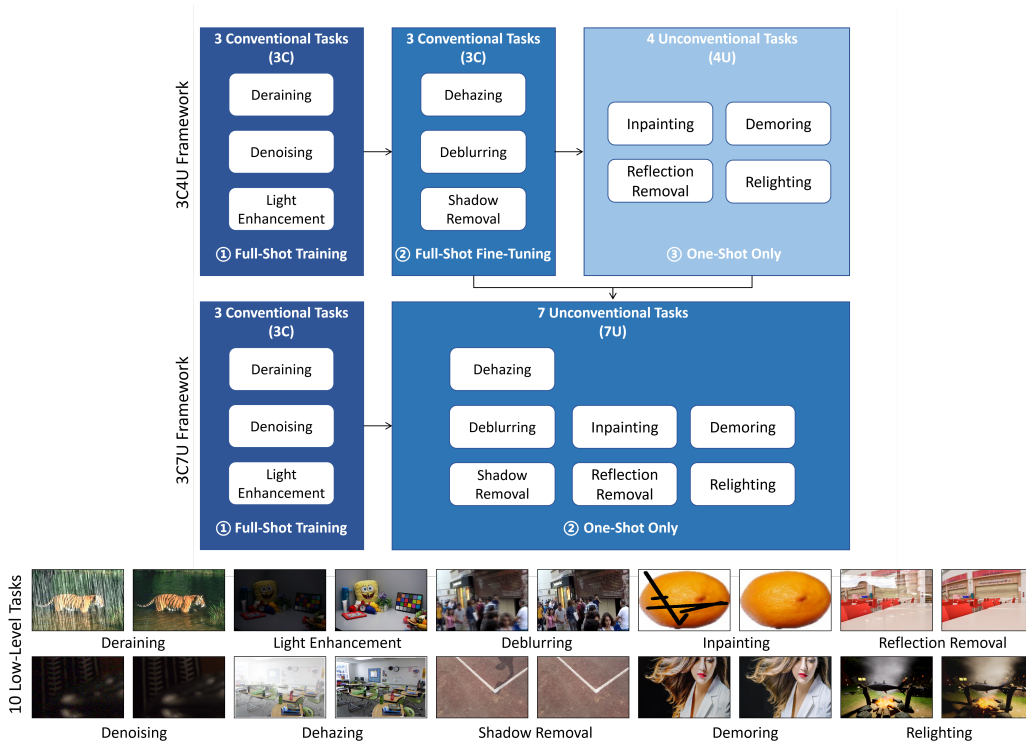 3C4U Framework
3 Conventional Tasks
(3C)
Deraining
Denoising
Light
Enhancement
① Full-Shot Training
3 Conventional Tasks
(3C)
Dehazing
Deblurring
Shadow
Removal
② Full-Shot Fine-Tuning
4 Unconventional Tasks
(4U)
Inpainting
Demoring
Reflection
Removal
Relighting
③ One-Shot Only
3C7U Framework
3 Conventional Tasks
(3C)
Deraining
Denoising
Light
Enhancement
① Full-Shot Training
7 Unconventional Tasks
(7U)
Dehazing
Deblurring
Inpainting
Demoring
Shadow
Removal
Reflection
Removal
Relighting
② One-Shot Only
10 Low-Level Tasks
Deraining
Light Enhancement
Deblurring
Inpainting
Reflection Removal
Denoising
Dehazing
Shadow Removal
Demoring
Relighting